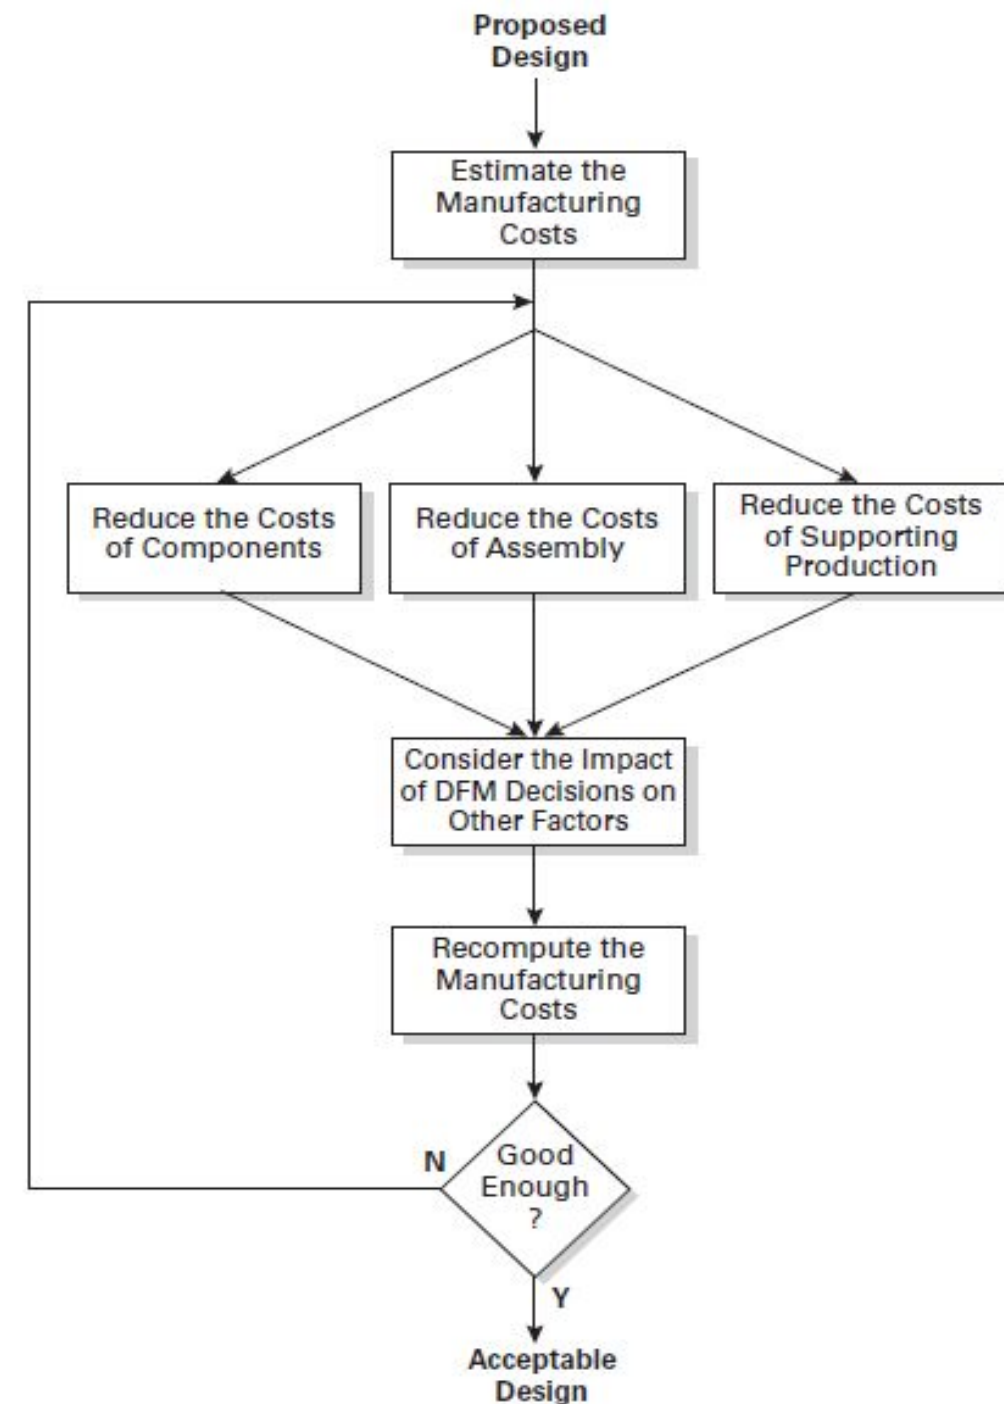 Proposed
Design
Estimate the
Manufacturing
Costs
Reduce the Costs
of Components
Reduce the Costs
of Assembly
Reduce the Costs
of Supporting
Production
Consider the Impact
of DFM Decisions on
Other Factors
Recompute the
Manufacturing
Costs
N
Good
Enough
?
Y
Acceptable
Design